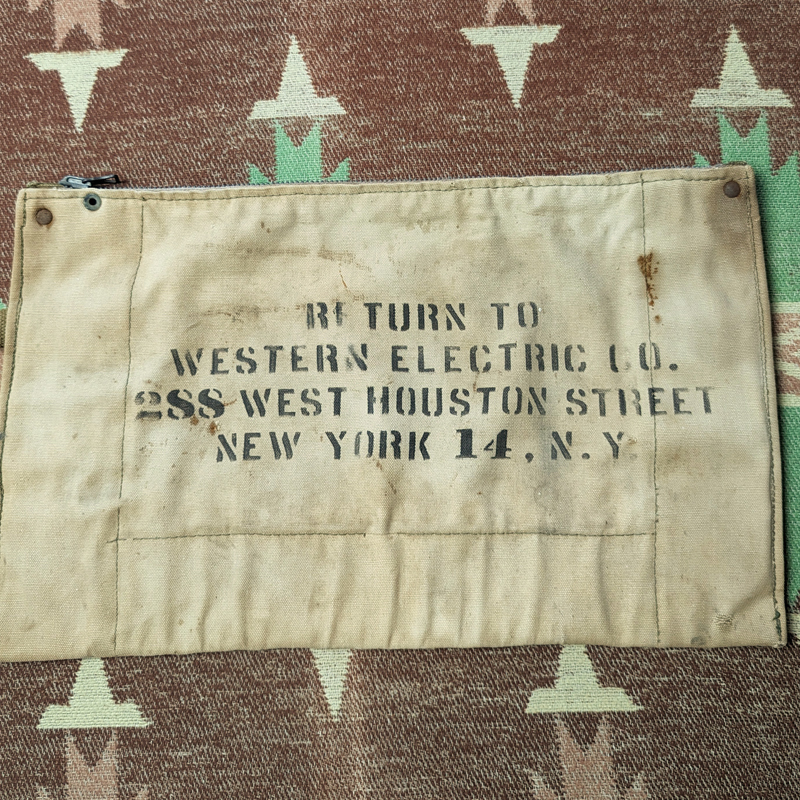 RETURN TO
WESTERN ELECTRIC CO.
288 WEST HOUSTON STREET
NEW YORK 14, N.Y.